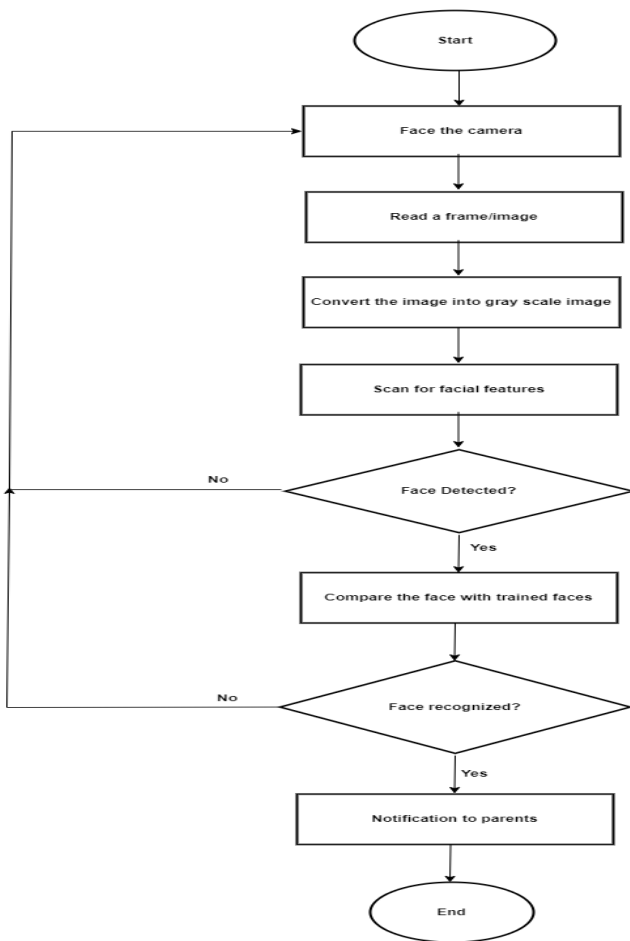 Start
Face the camera
Read a frame/image
Convert the image into gray scale image
Scan for facial features
No
Face Detected?
Yes
Compare the face with trained faces
No
Face recognized?
Yes
Notification to parents
End